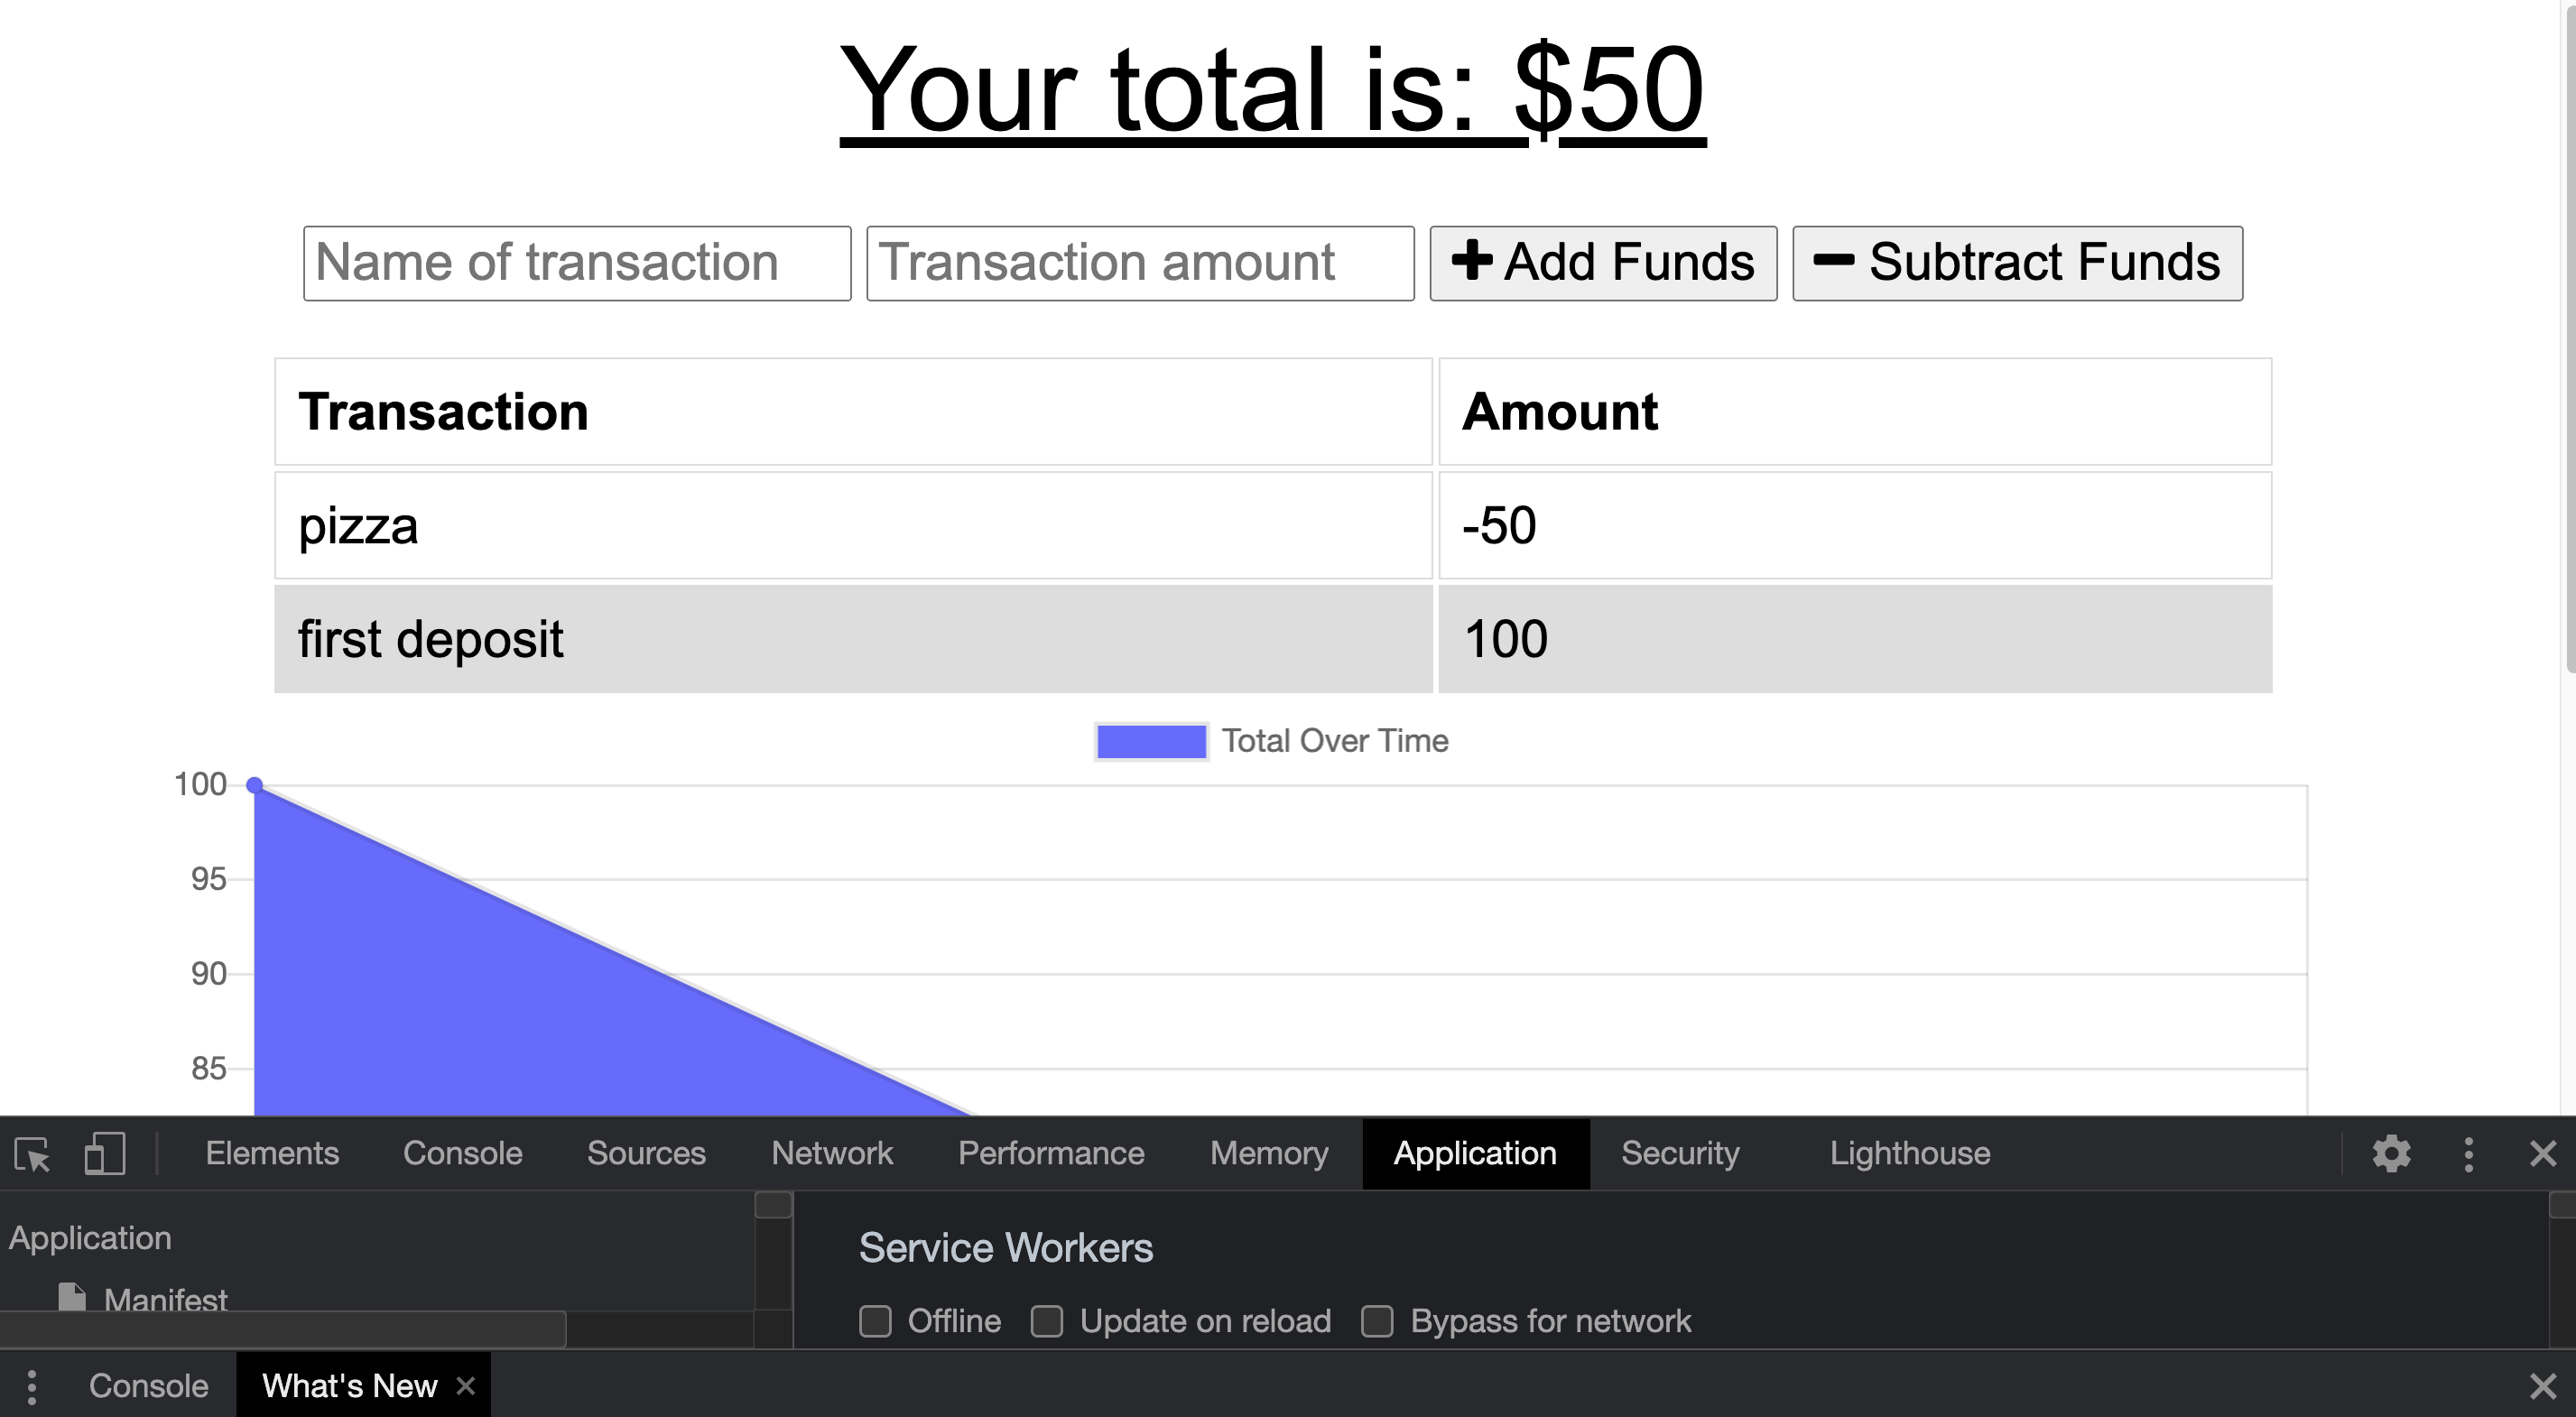 Your total is: $50
Name of transaction Transaction amount Add Funds Subtract Funds
Transaction Amount
pizza -50
first deposit 100
Total Over Time
100
95
90
85
Elements Console Sources Network Performance Memory Application Security Lighthouse
Application
Manifest
Service Workers
Offline Update on reload Bypass for network
Console What's New